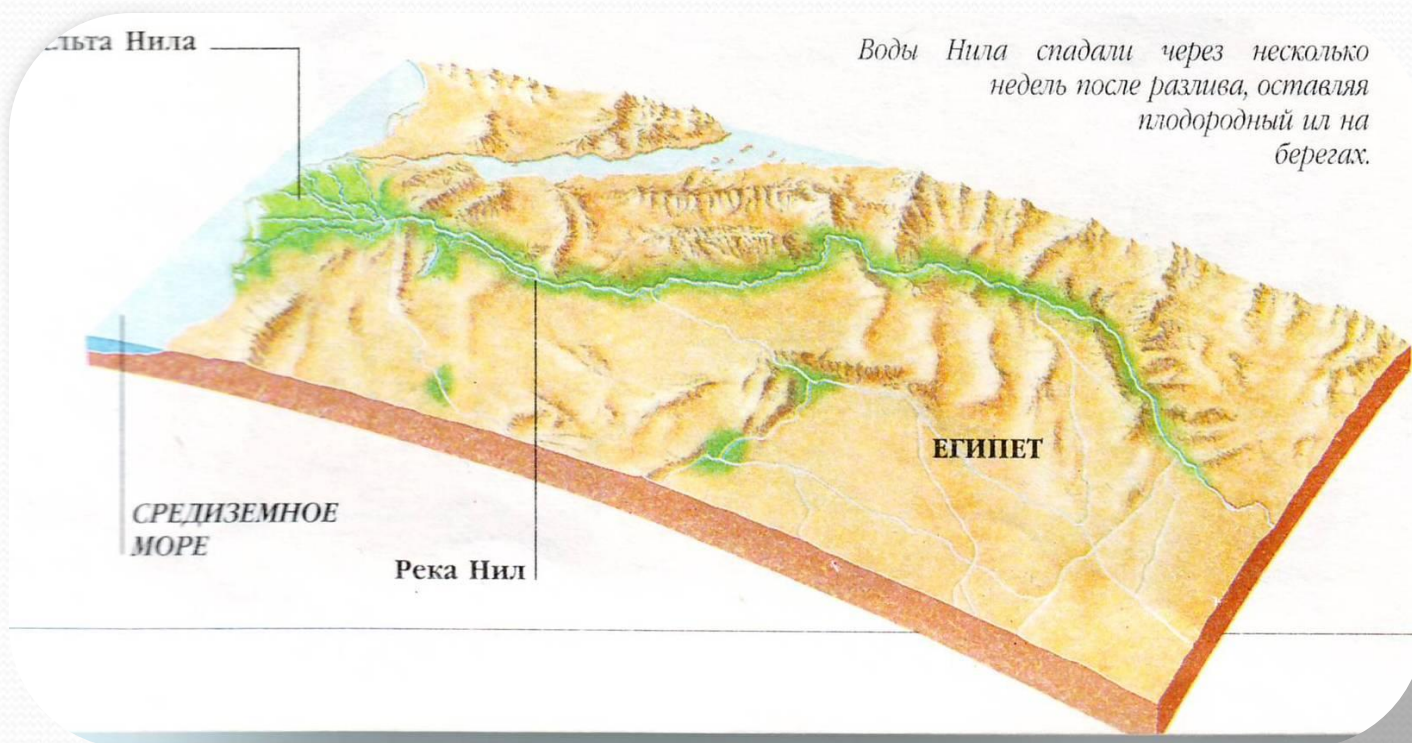 Нила
Воды Нила спадали через несколько
недель после разлива, оставляя
плодородный ил на
берегах.
ЕГИПЕТ
СРЕДИЗЕМНОЕ
МОРЕ
Река Нил